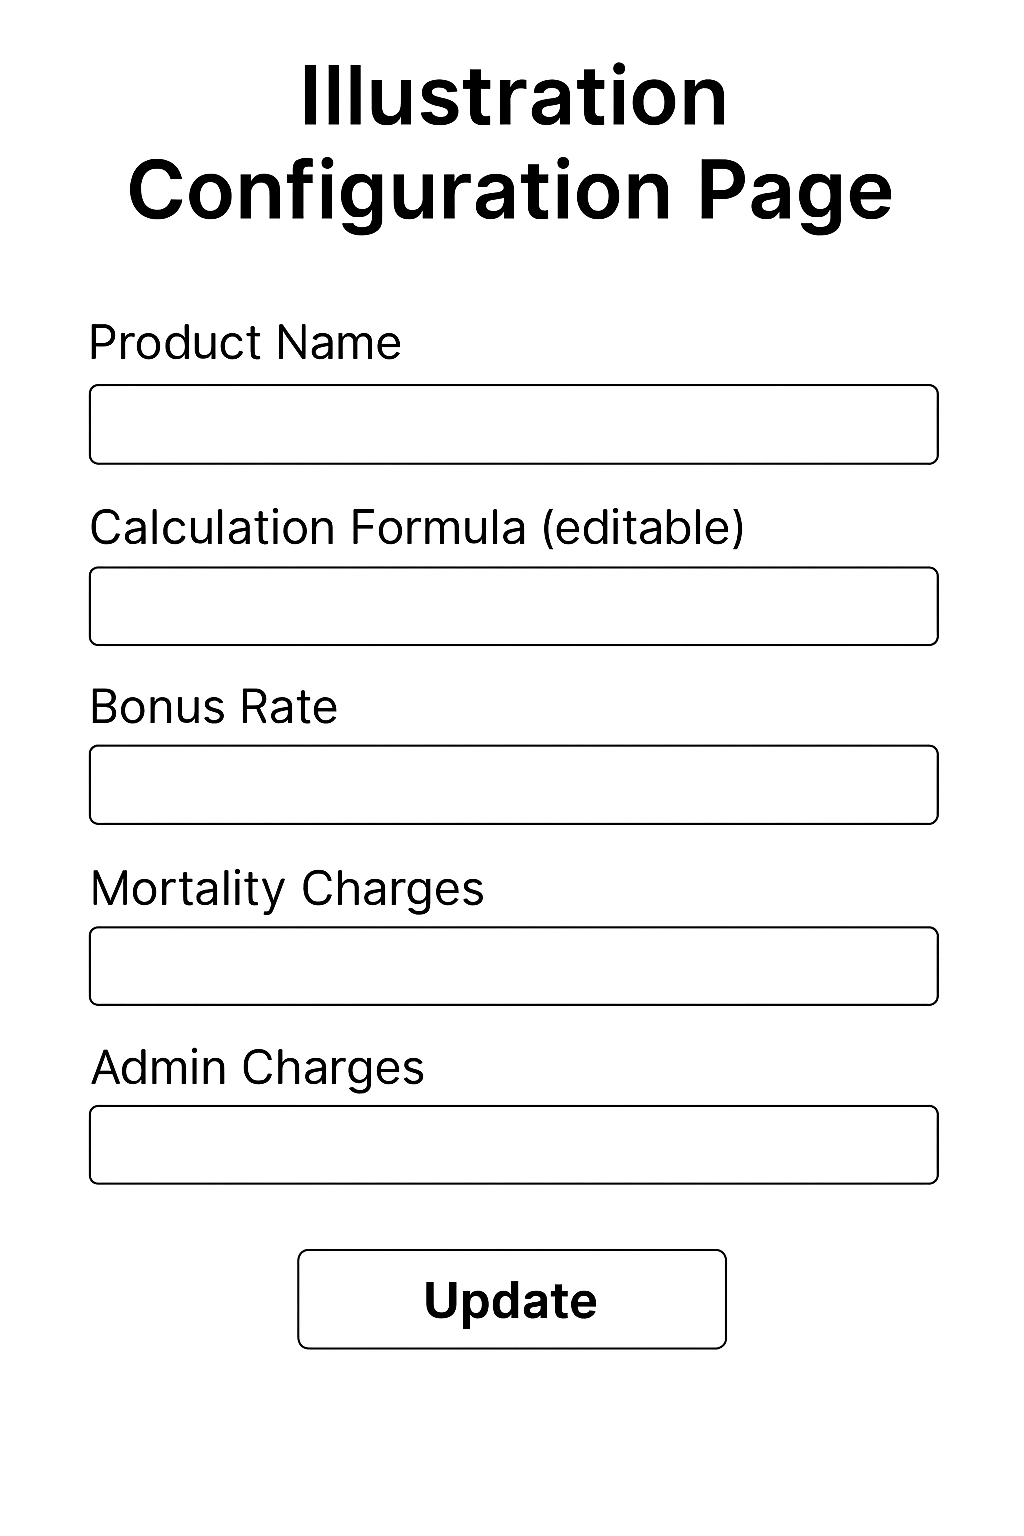 Illustration
Configuration Page
Product Name
Calculation Formula (editable)
Bonus Rate
Mortality Charges
Admin Charges
Update